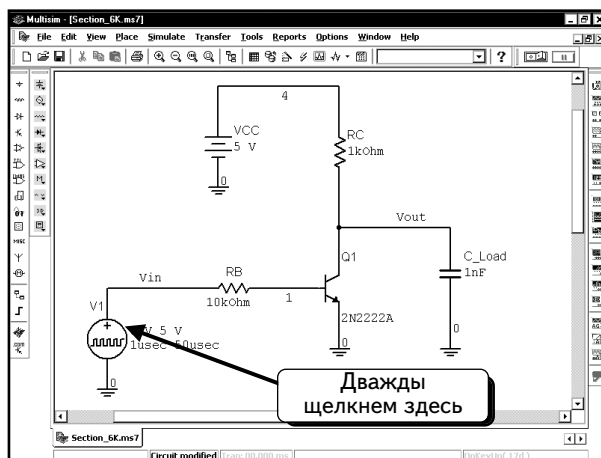 Multisim - [Section_6K.ms7]
File Edit View Place Simulate Transfer Tools Reports Options Window Help
4
VCC
5 V
0
RC
1kOhm
Vout
Q1
C_Load
1nF
Vin
RB
10kOhm
1
2N2222A
V1
V 5 V
1usec 50usec
0
0
0
Дважды
щелкнем здесь
Section_6K.ms7
Circuit modified